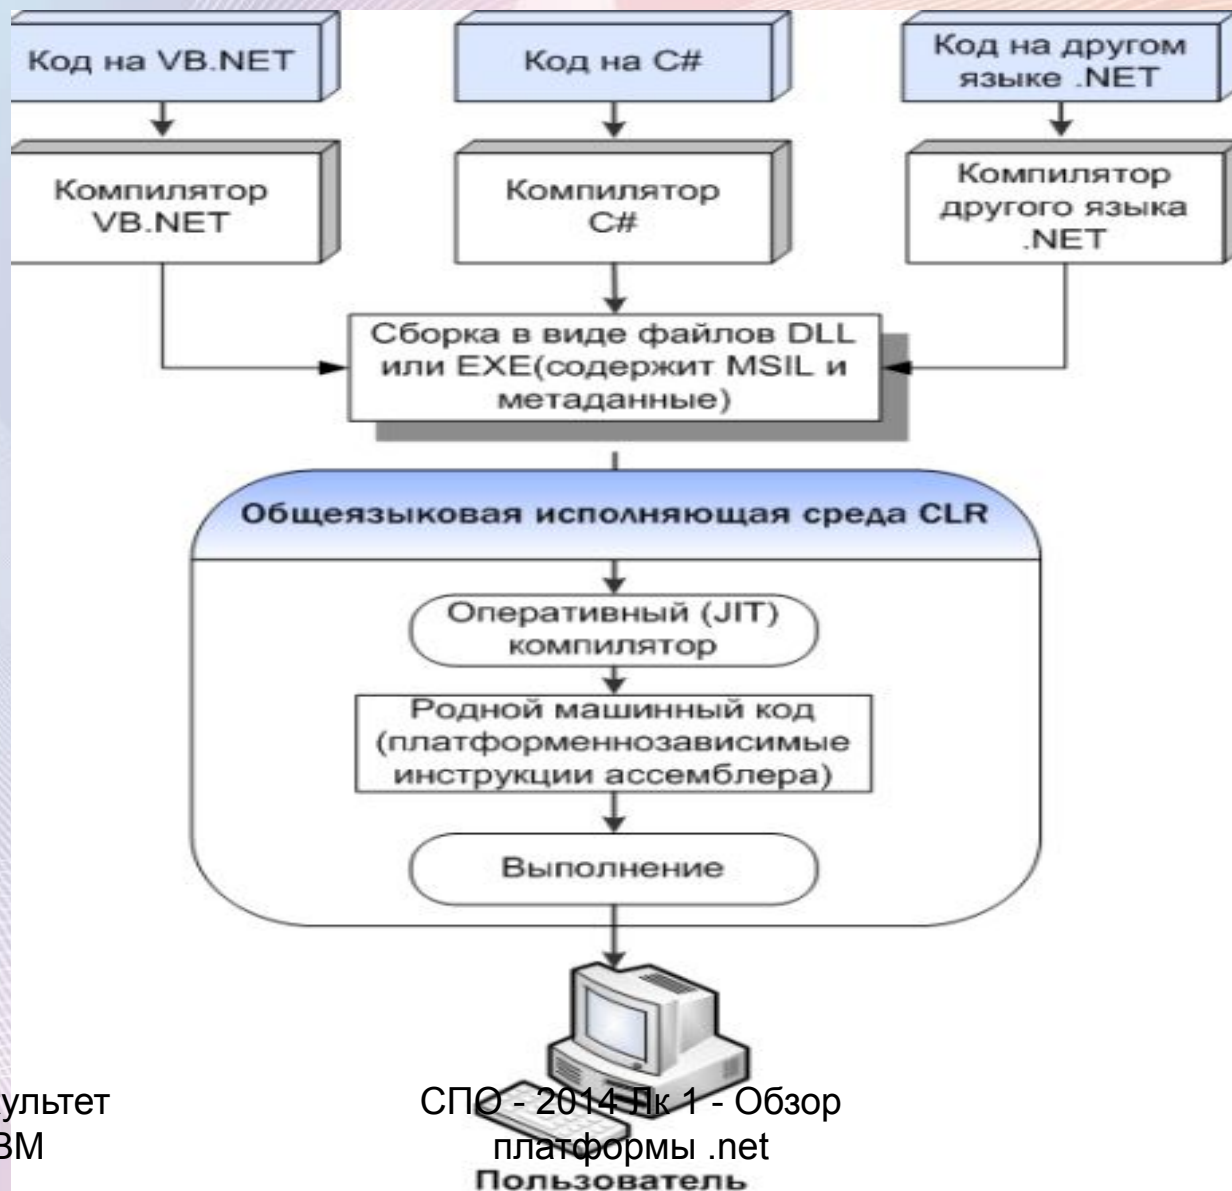 Код на VB.NET
Код на C#
Код на другом
языке .NET
Компилятор
VB.NET
Компилятор
C#
Компилятор
другого языка
.NET
Сборка в виде файлов DLL
или EXE(содержит MSIL и
метаданные)
Общеязыковая исполняющая среда CLR
Оперативный (JIT)
компилятор
Родной машинный код
(платформеннозависимые
инструкции ассемблера)
Выполнение
ультет
ВМ
СПО - 2014 Лк 1 - Обзор
платформы .net
Пользователь